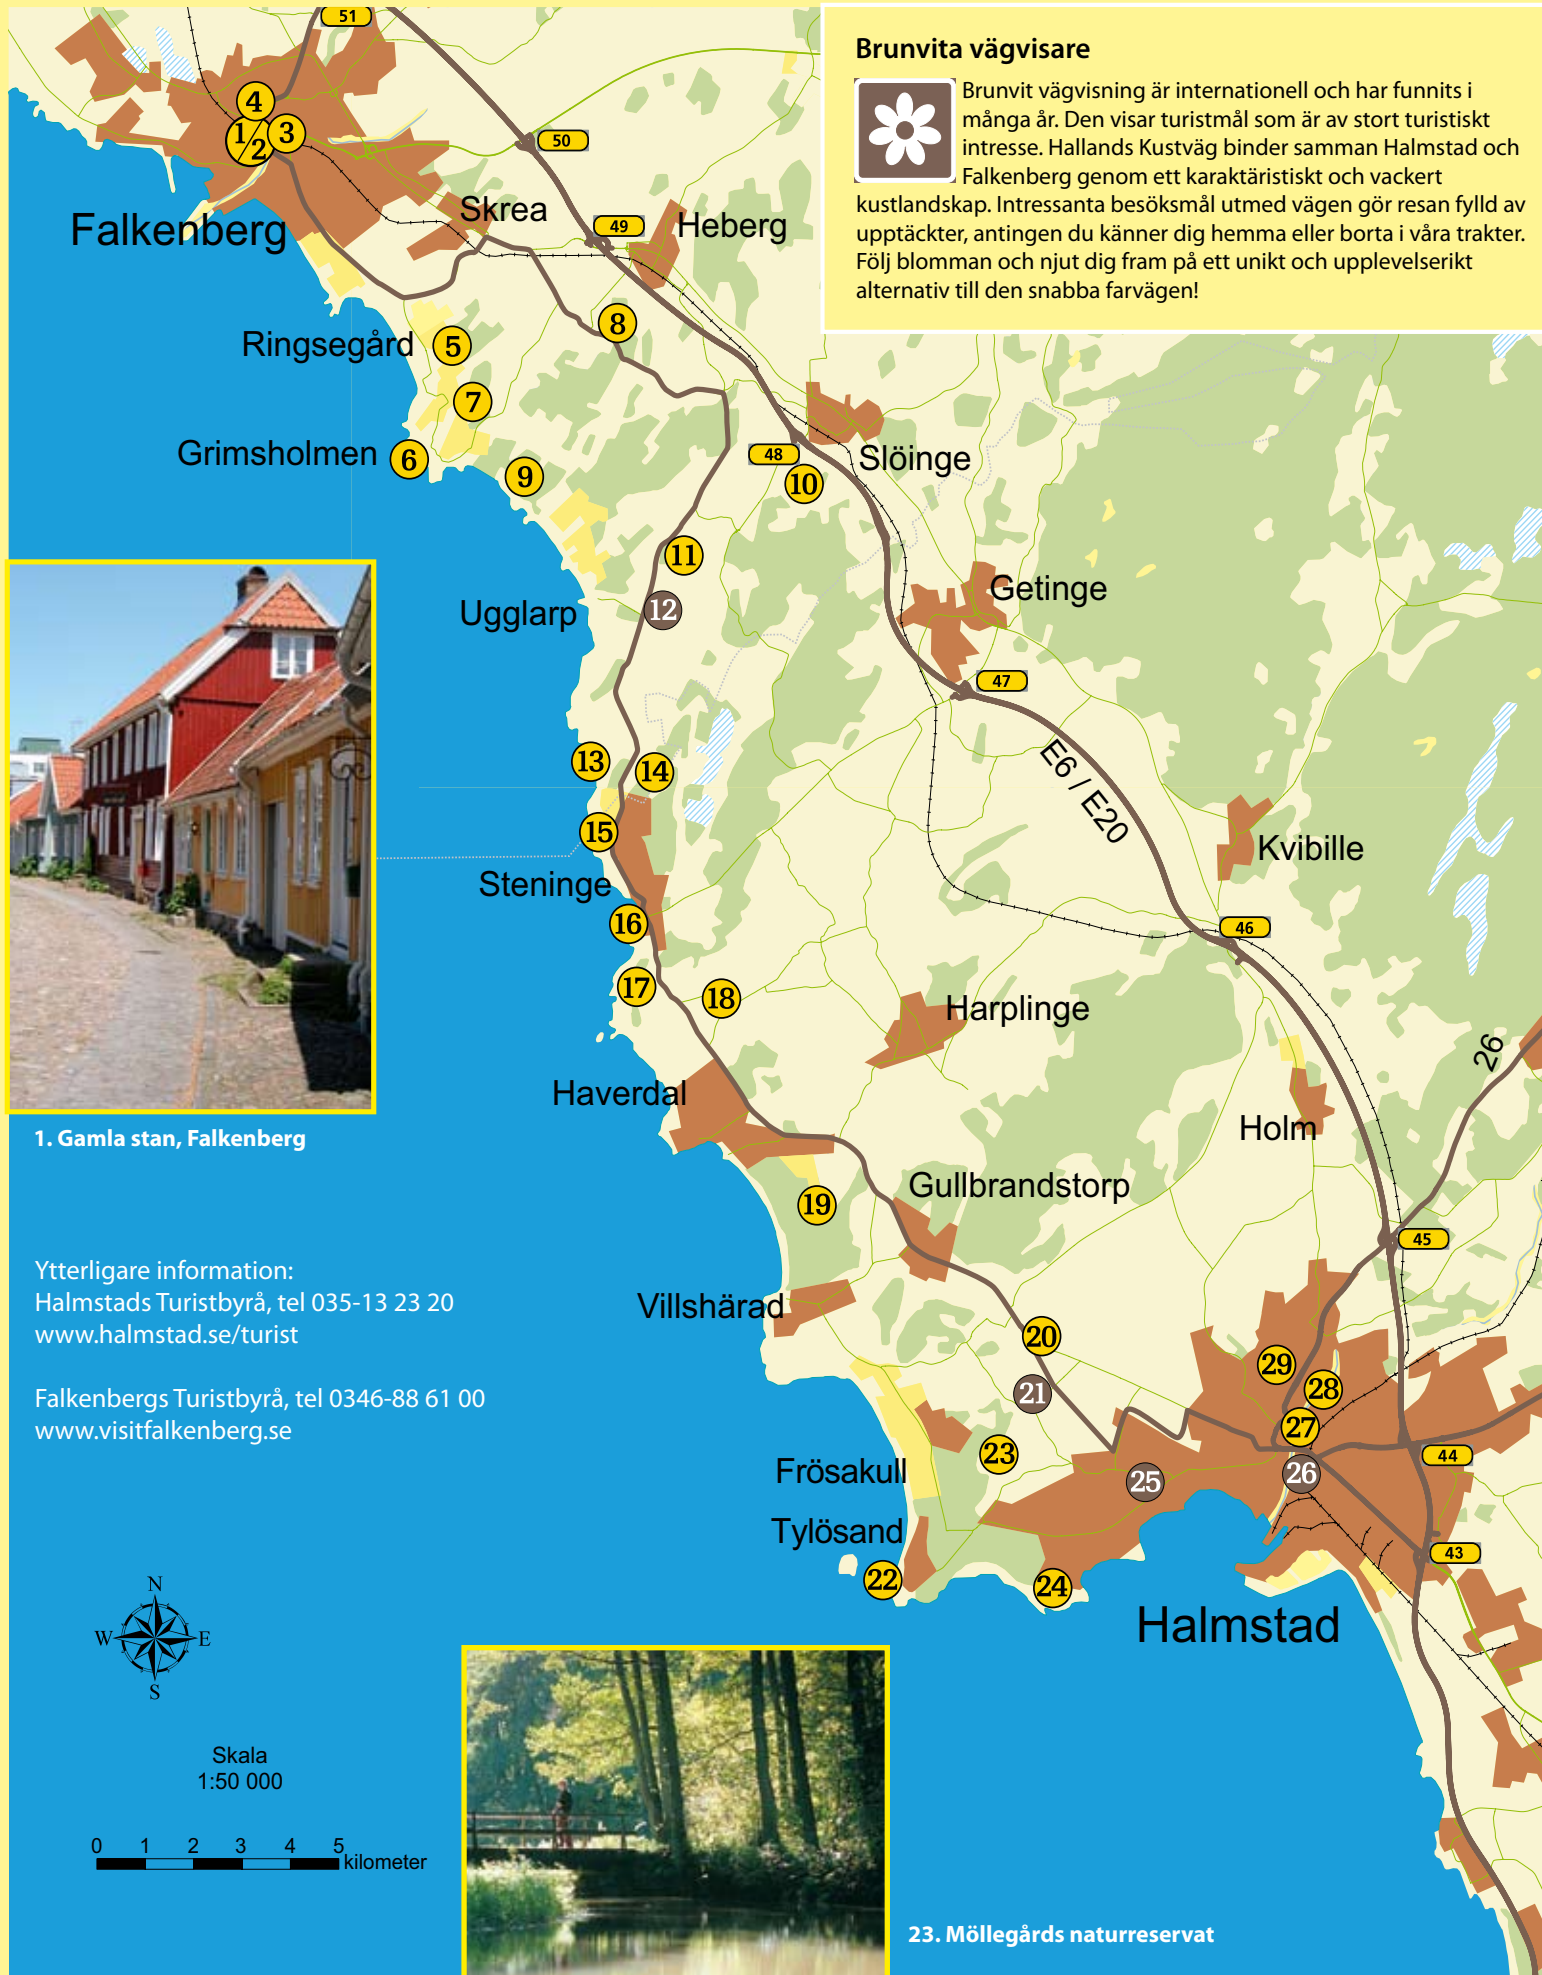 51
Brunvita vägvisare
Brunvit vägvisning är internationell och har funnits i
många år. Den visar turistmål som är av stort turistiskt
intresse. Hallands Kustväg binder samman Halmstad och
Falkenberg genom ett karaktäristiskt och vackert
kustlandskap. Intressanta besöksmål utmed vägen gör resan fylld av
upptäckter, antingen du känner dig hemma eller borta i våra trakter.
Följ blomman och njut dig fram på ett unikt och upplevelserikt
alternativ till den snabba farvägen!
4
1/2
3
50
Falkenberg
Skrea
49
Heberg
8
Ringsegård
5
7
Grimsholmen
6
9
48
Slöinge
10
11
12
Ugglarp
Getinge
47
13
14
E6 / E20
15
Kvibille
Steninge
16
46
17
18
Harplinge
26
Haverdal
Holm
1. Gamla stan, Falkenberg
19
Gullbrandstorp
45
Ytterligare information:
Halmstads Turistbyrå, tel 035-13 23 20
www.halmstad.se/turist
Villshärad
20
29
28
21
27
Falkenbergs Turistbyrå, tel 0346-88 61 00
www.visitfalkenberg.se
23
44
Frösakull
25
26
Tylösand
43
22
24
Halmstad
N
W
E
S
Skala
1:50 000
0 1 2 3 4 5
kilometer
23. Möllegårds naturreservat